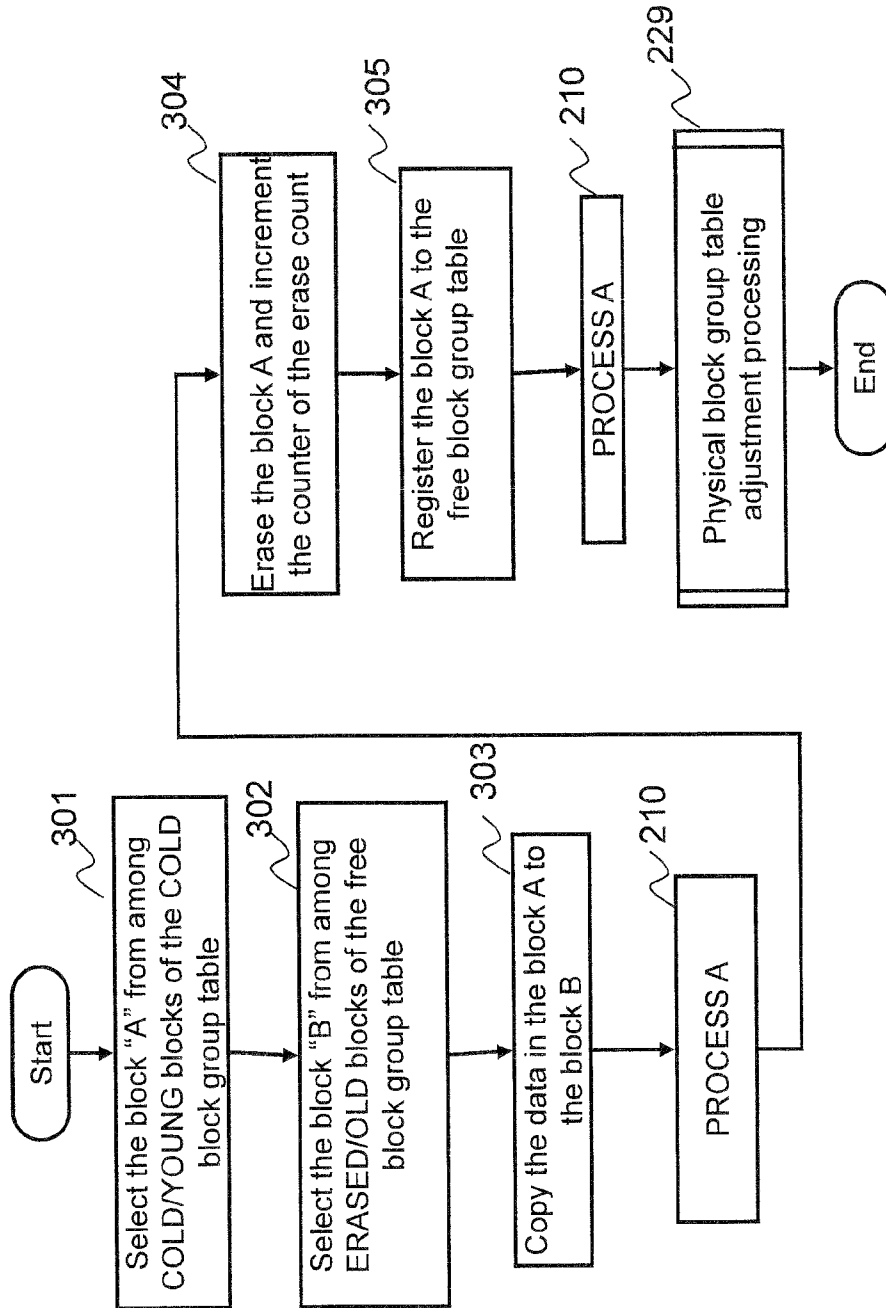 Start
301
Select the block “A” from among
COLD/YOUNG blocks of the COLD
block group table
302
Select the block “B” from among
ERASED/OLD blocks of the free
block group table
303
Copy the data in the block A to
the block B
210
PROCESS A
304
Erase the block A and increment
the counter of the erase count
305
Register the block A to the
free block group table
210
PROCESS A
229
Physical block group table
adjustment processing
End